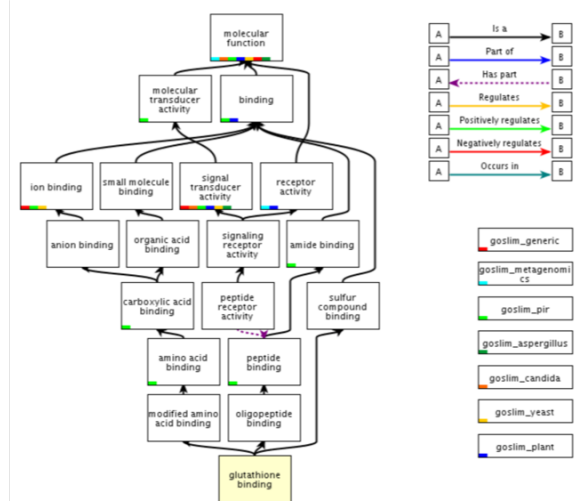 molecular
function
molecular
transducer
activity
binding
ion binding
small molecule
binding
signal
transducer
activity
receptor
activity
anion binding
organic acid
binding
signaling
receptor
activity
amide binding
carboxylic acid
binding
peptide
receptor
activity
sulfur
compound
binding
amino acid
binding
peptide
binding
modified amino
acid binding
oligopeptide
binding
glutathione
binding
A Is a B
A Part of B
A Has part B
A Regulates B
A Positively regulates B
A Negatively regulates B
A Occurs in B
goslim_generic
goslim_metagenomi
cs
goslim_pir
goslim_aspergillus
goslim_candida
goslim_yeast
goslim_plant